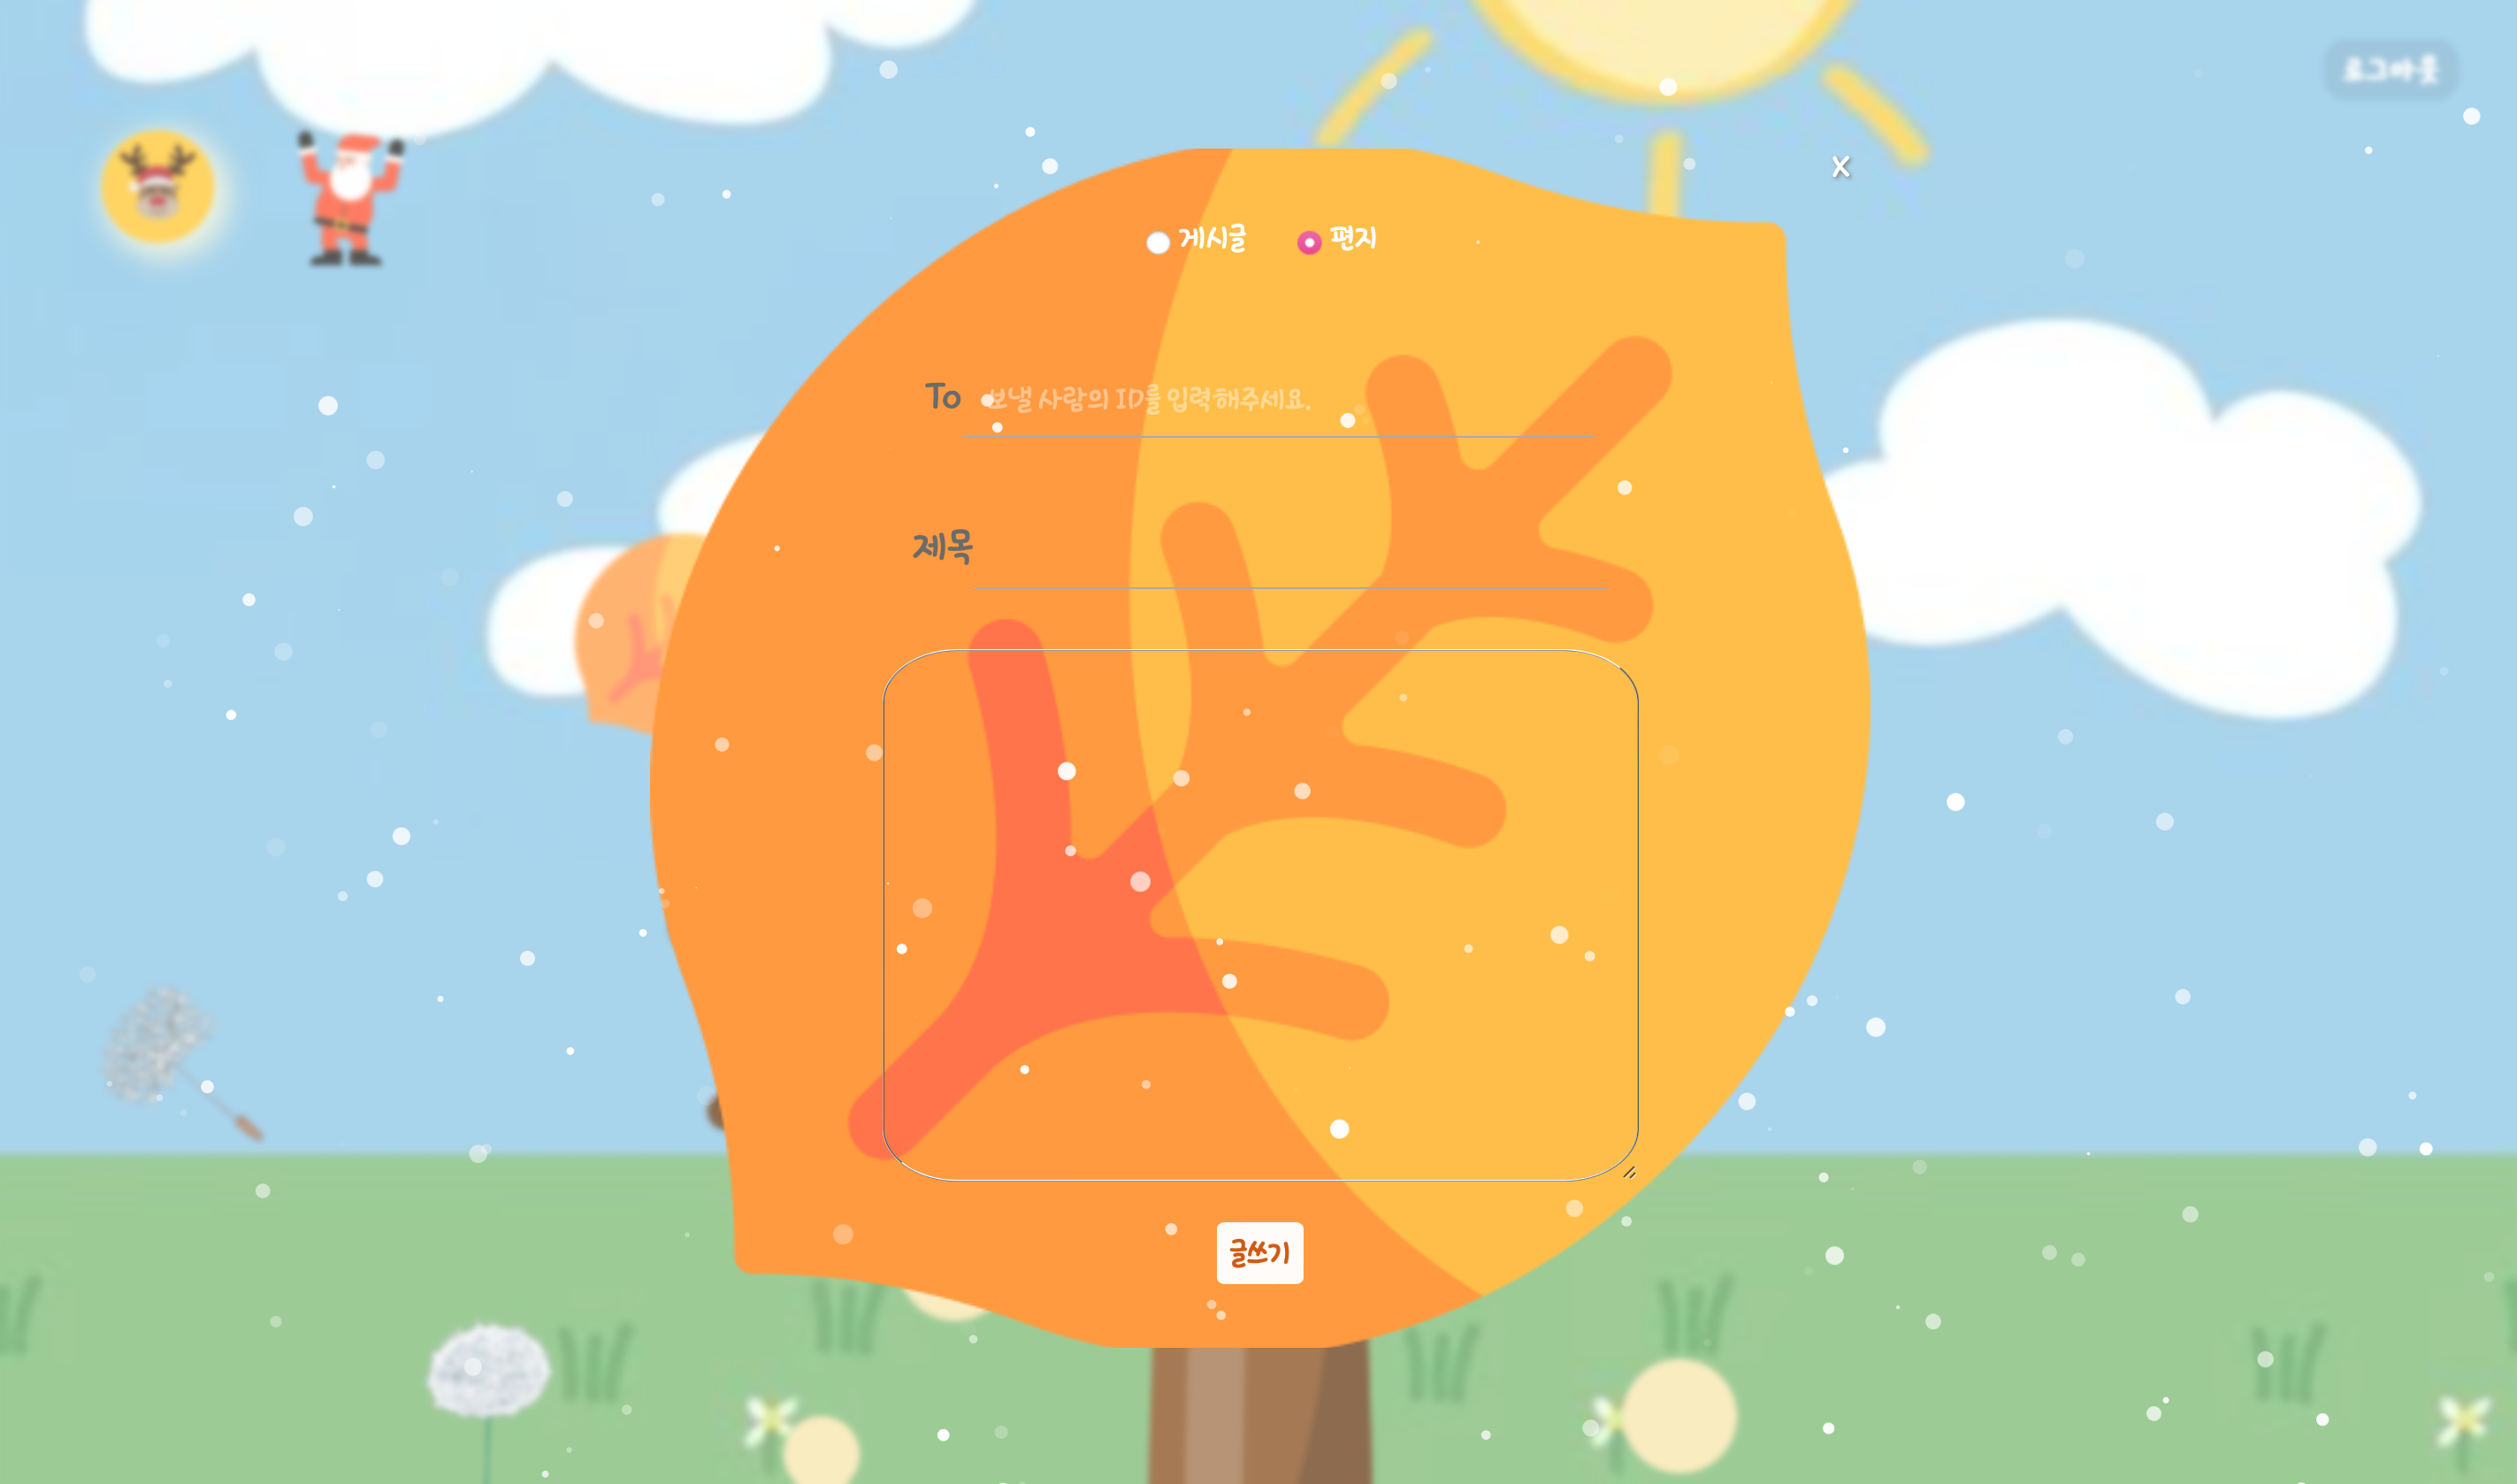 로그아웃
X
게시글 편지
To 보낼 사람의 ID를 입력해주세요.
제목
글쓰기